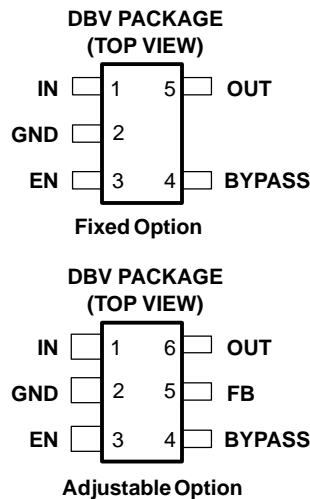 DBV PACKAGE
(TOP VIEW)
IN 1 5 OUT
GND 2
EN 3 4 BYPASS
Fixed Option
DBV PACKAGE
(TOP VIEW)
IN 1 6 OUT
GND 2 5 FB
EN 3 4 BYPASS
Adjustable Option